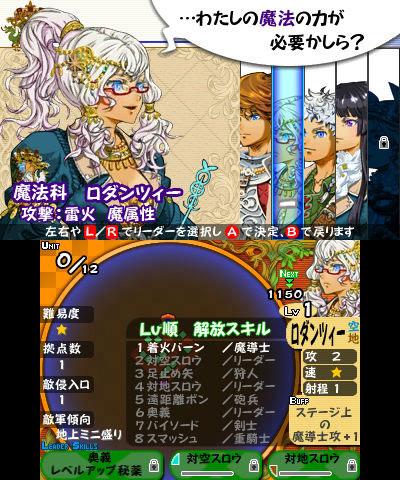 …わたしの魔法の力が
必要かしら？
魔法科 ロダンツィー
攻撃:雷火 魔属性
左右や L/R でリーダーを選択し A で決定、B で戻ります
UNIT
0/12
NEXT
1150
難易度
拠点数
1
敵侵入口
1
敵軍傾向
地上ミニ盛り
Lv順 解放スキル
1 着火バーン /魔導士
2 対空スロウ /リーダー
3 足止め矢 /狩人
4 対地スロウ /リーダー
5 遠距離ボン /砲兵
6 奥義 /リーダー
7 バイソード /剣士
8 スマッシュ /重騎士
Lv 1
ロダンツィー 空地
攻 2
速
射程 1
BUFF
ステージ上
の
魔導士攻+1
LEADER SKILLS
奥義
レベルアップ秘薬
対空スロウ
対地スロウ